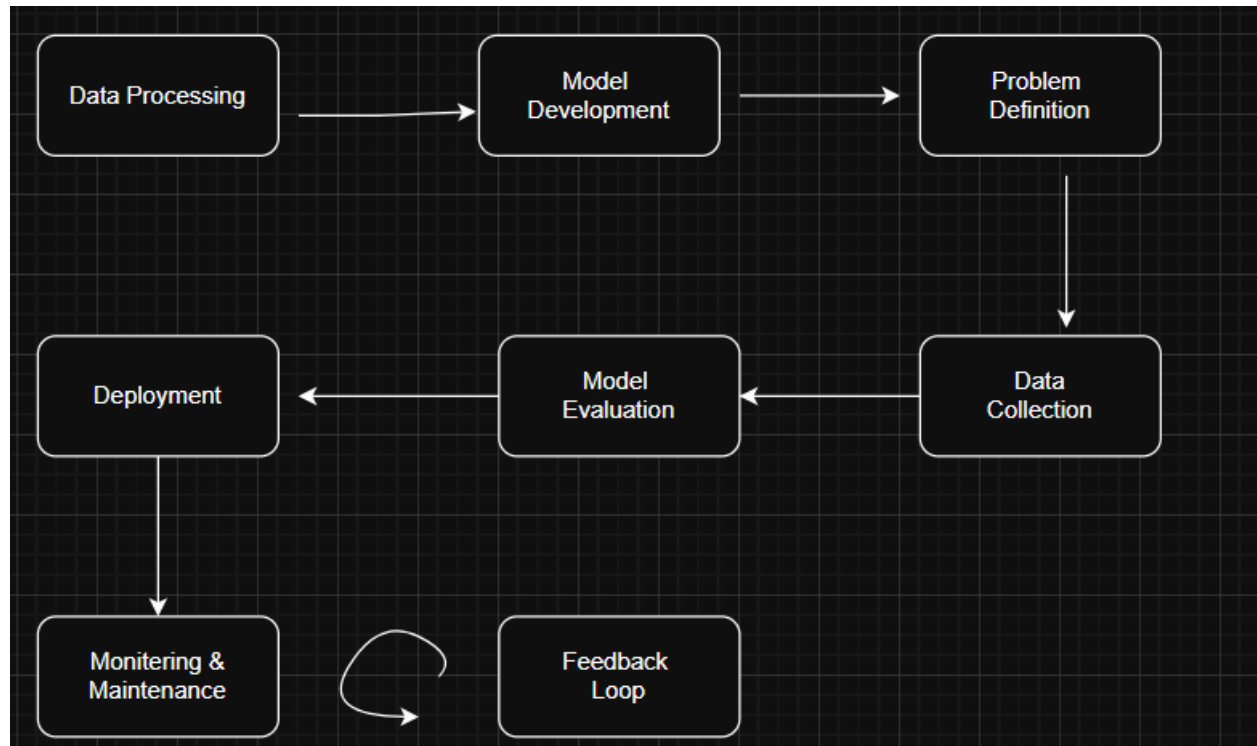 Data Processing
Model
Development
Problem
Definition
Deployment
Model
Evaluation
Data
Collection
Monitering &
Maintenance
Feedback
Loop